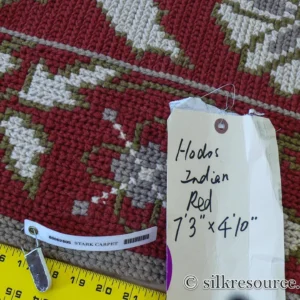 Hodos
Indian
Red
7'3" x 4'10"
STARK CARPET
© silkresource.